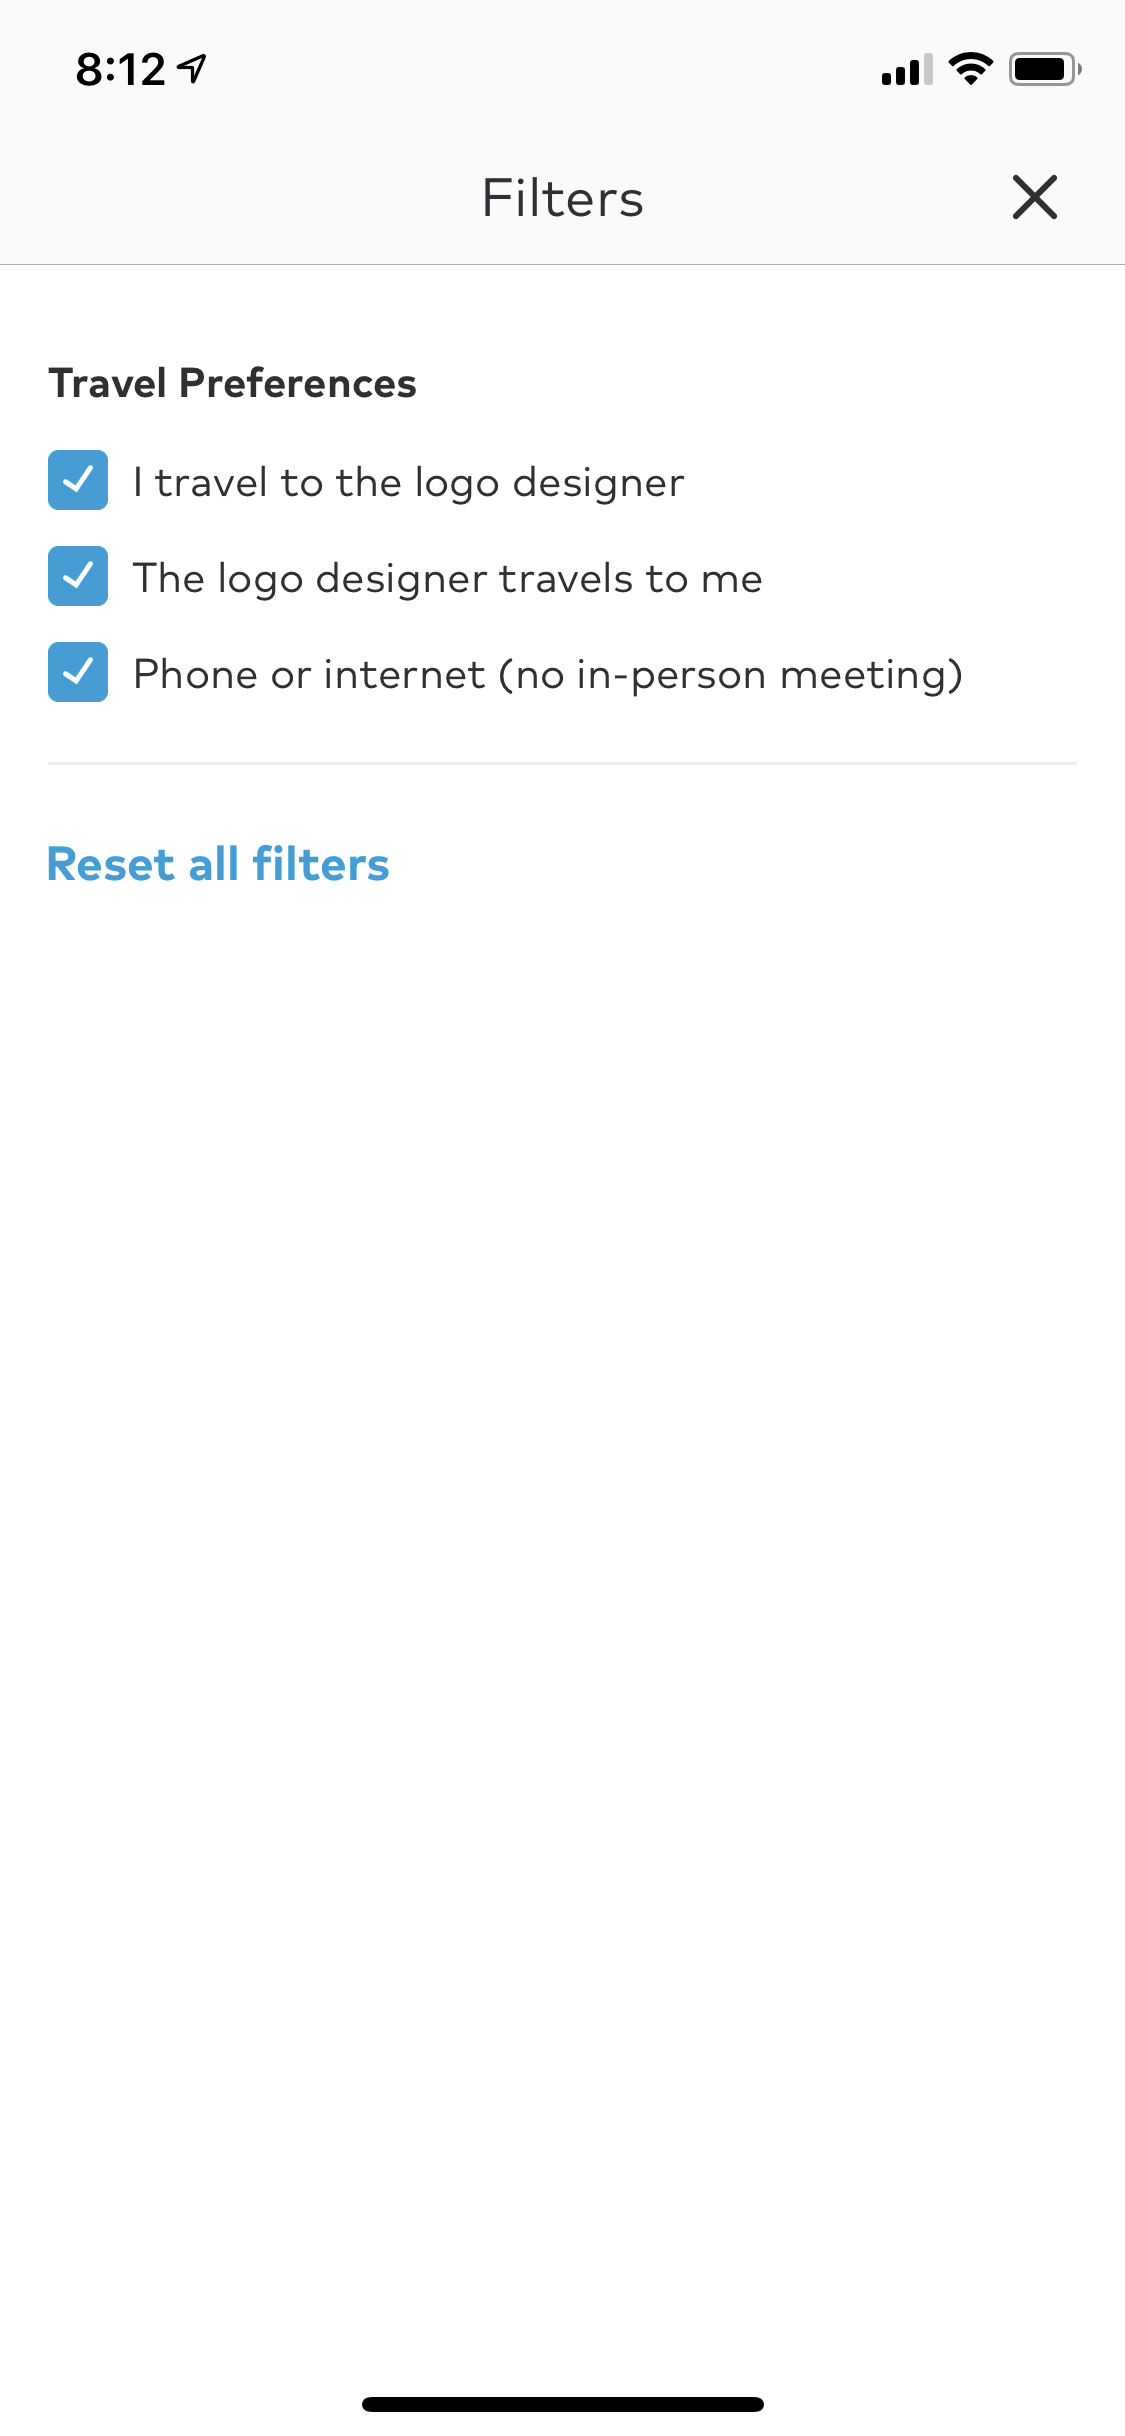 8:12
Filters
Travel Preferences
I travel to the logo designer
The logo designer travels to me
Phone or internet (no in-person meeting)
Reset all filters